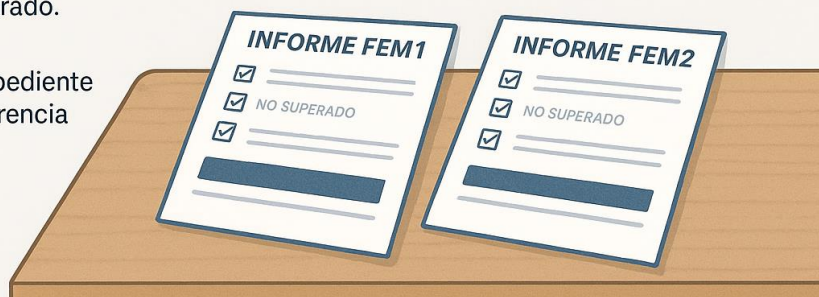 rado.
pediente
rencia
INFORME FEM1
NO SUPERADO
INFORME FEM2
NO SUPERADO